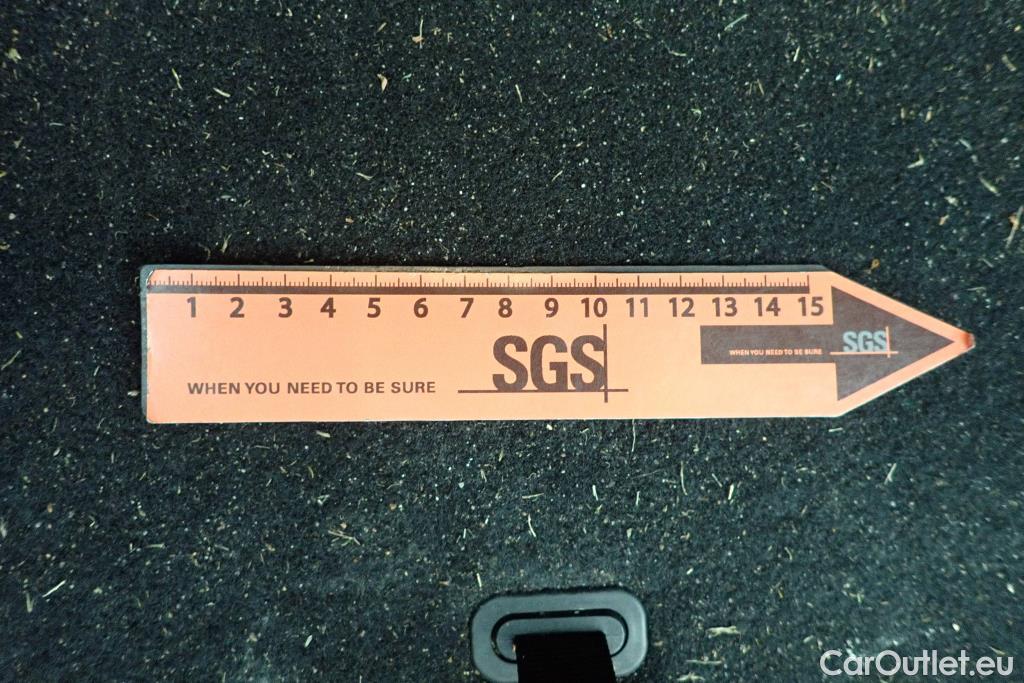 1 2 3 4 5 6 7 8 9 10 11 12 13 14 15
WHEN YOU NEED TO BE SURE
SGS
WHEN YOU NEED TO BE SURE
SGS
CarOutlet.eu